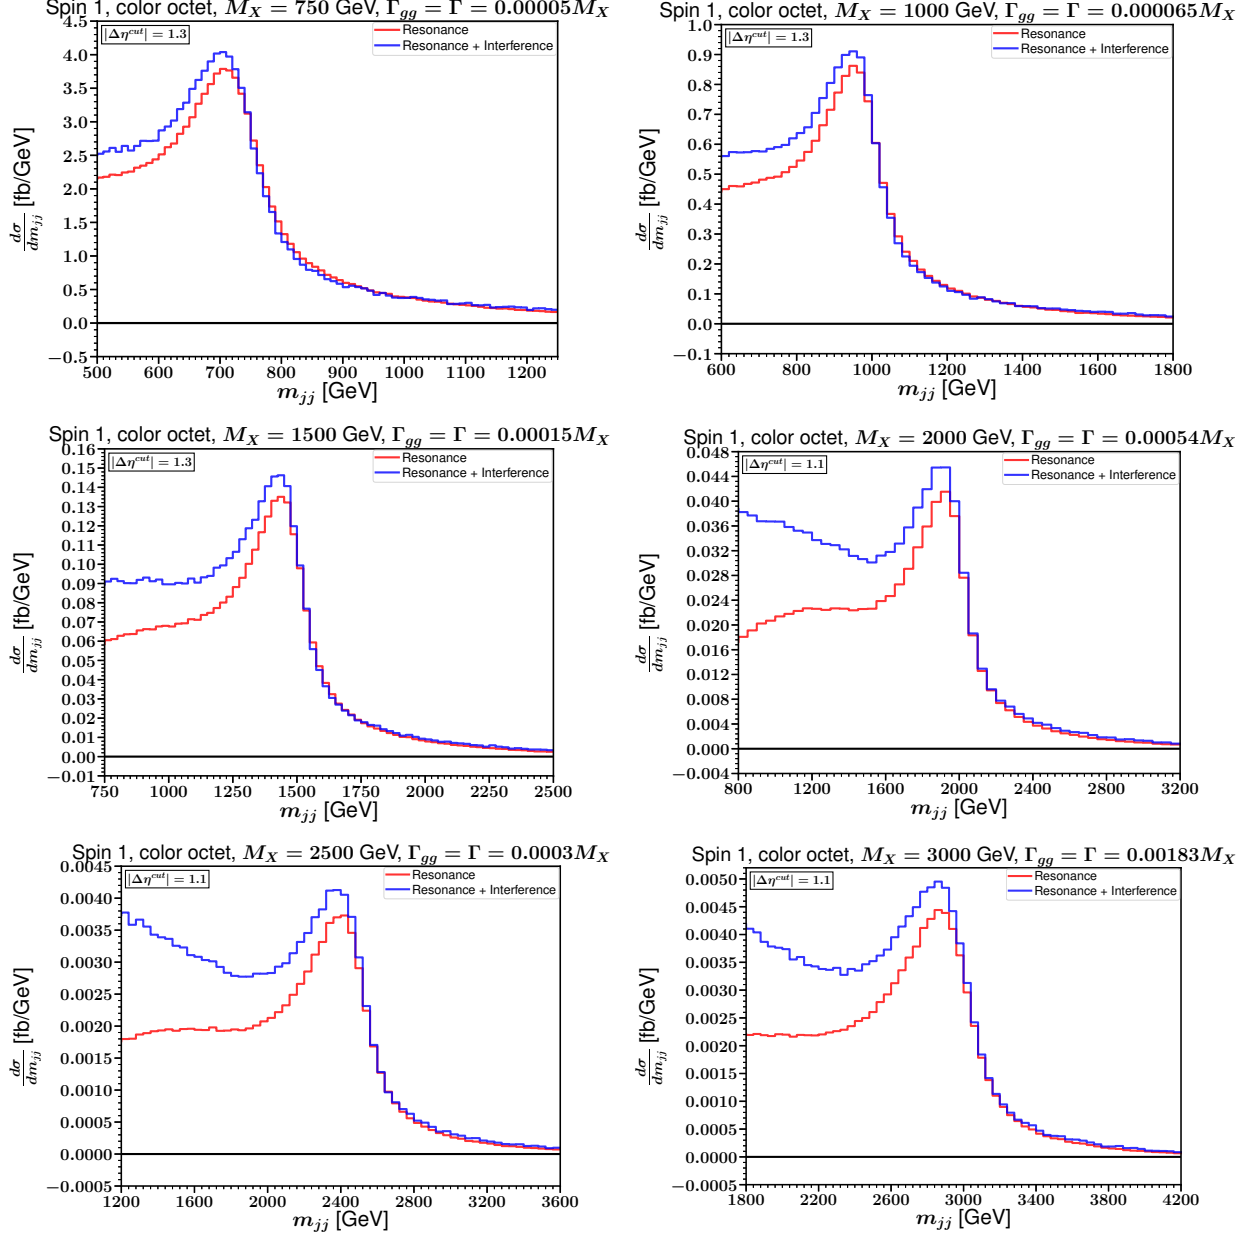 Spin 1, color octet, M_X = 750 GeV, Γ_gg = Γ = 0.00005M_X
|Δη^cut| = 1.3
Resonance
Resonance + Interference
4.5
4.0
3.5
3.0
2.5
2.0
1.5
1.0
0.5
0.0
−0.5
dσ/dm_jj [fb/GeV]
500 600 700 800 900 1000 1100 1200
m_jj [GeV]
Spin 1, color octet, M_X = 1000 GeV, Γ_gg = Γ = 0.000065M_X
|Δη^cut| = 1.3
Resonance
Resonance + Interference
1.0
0.9
0.8
0.7
0.6
0.5
0.4
0.3
0.2
0.1
0.0
−0.1
dσ/dm_jj [fb/GeV]
600 800 1000 1200 1400 1600 1800
m_jj [GeV]
Spin 1, color octet, M_X = 1500 GeV, Γ_gg = Γ = 0.00015M_X
|Δη^cut| = 1.3
Resonance
Resonance + Interference
0.16
0.15
0.14
0.13
0.12
0.11
0.10
0.09
0.08
0.07
0.06
0.05
0.04
0.03
0.02
0.01
0.00
−0.01
dσ/dm_jj [fb/GeV]
750 1000 1250 1500 1750 2000 2250 2500
m_jj [GeV]
Spin 1, color octet, M_X = 2000 GeV, Γ_gg = Γ = 0.00054M_X
|Δη^cut| = 1.1
Resonance
Resonance + Interference
0.048
0.044
0.040
0.036
0.032
0.028
0.024
0.020
0.016
0.012
0.008
0.004
0.000
−0.004
dσ/dm_jj [fb/GeV]
800 1200 1600 2000 2400 2800 3200
m_jj [GeV]
Spin 1, color octet, M_X = 2500 GeV, Γ_gg = Γ = 0.0003M_X
|Δη^cut| = 1.1
Resonance
Resonance + Interference
0.0045
0.0040
0.0035
0.0030
0.0025
0.0020
0.0015
0.0010
0.0005
0.0000
−0.0005
dσ/dm_jj [fb/GeV]
1200 1600 2000 2400 2800 3200 3600
m_jj [GeV]
Spin 1, color octet, M_X = 3000 GeV, Γ_gg = Γ = 0.00183M_X
|Δη^cut| = 1.1
Resonance
Resonance + Interference
0.0050
0.0045
0.0040
0.0035
0.0030
0.0025
0.0020
0.0015
0.0010
0.0005
0.0000
−0.0005
dσ/dm_jj [fb/GeV]
1800 2200 2600 3000 3400 3800 4200
m_jj [GeV]